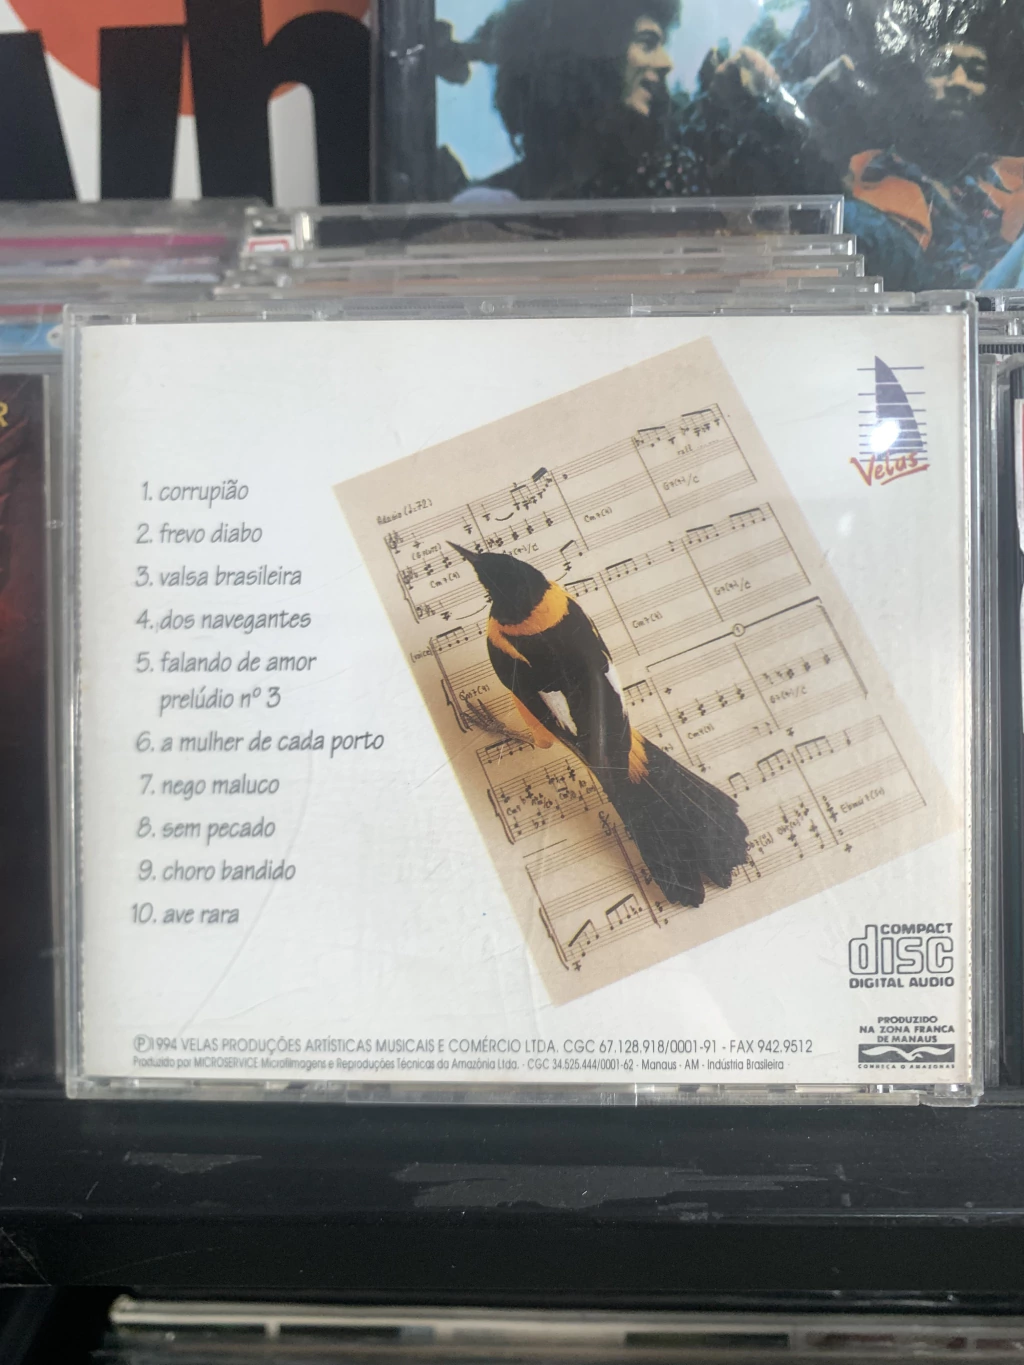 Velas
1. corrupião
2. frevo diabo
3. valsa brasileira
4. dos navegantes
5. falando de amor
prelúdio nº 3
6. a mulher de cada porto
7. nego maluco
8. sem pecado
9. choro bandido
10. ave rara
COMPACT
disc
DIGITAL AUDIO
PRODUZIDO
NA ZONA FRANCA
DE MANAUS
CONHEÇA O AMAZONAS
Ⓟ1994 VELAS PRODUÇÕES ARTÍSTICAS MUSICAIS E COMÉRCIO LTDA. CGC 67.128.918/0001-91 - FAX 942.9512
Produzido por MICROSERVICE Microfilmagens e Reproduções Técnicas da Amazônia Ltda. - CGC 34.525.444/0001-62 - Manaus - AM - Indústria Brasileira